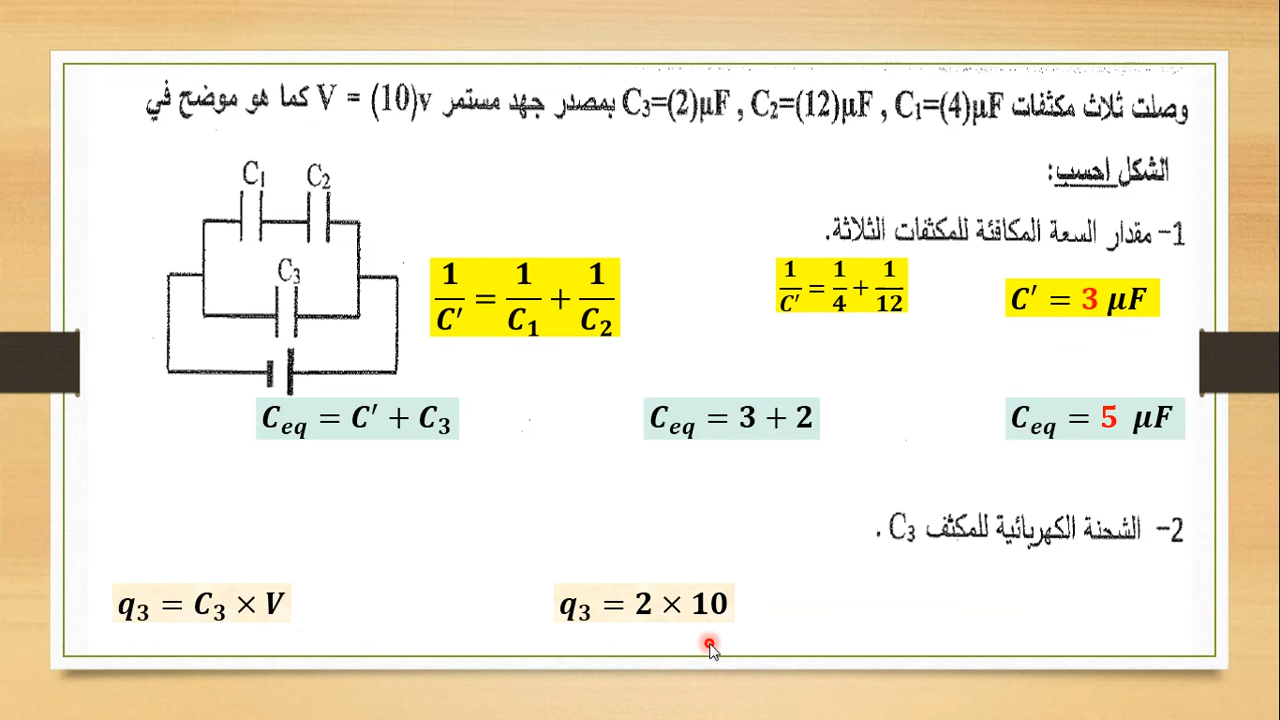 وصلت ثلاث مكثفات C₁=(4)µF , C₂=(12)µF , C₃=(2)µF بمصدر جهد مستمر V = (10)v كما هو موضح في
الشكل احسب:
1- مقدار السعة المكافئة للمكثفات الثلاثة.
C₁ C₂
C₃
1/C′ = 1/C₁ + 1/C₂
1/C′ = 1/4 + 1/12
C′ = 3 µF
C_eq = C′ + C₃
C_eq = 3 + 2
C_eq = 5 µF
2- الشحنة الكهربائية للمكثف C₃ .
q₃ = C₃ × V
q₃ = 2 × 10